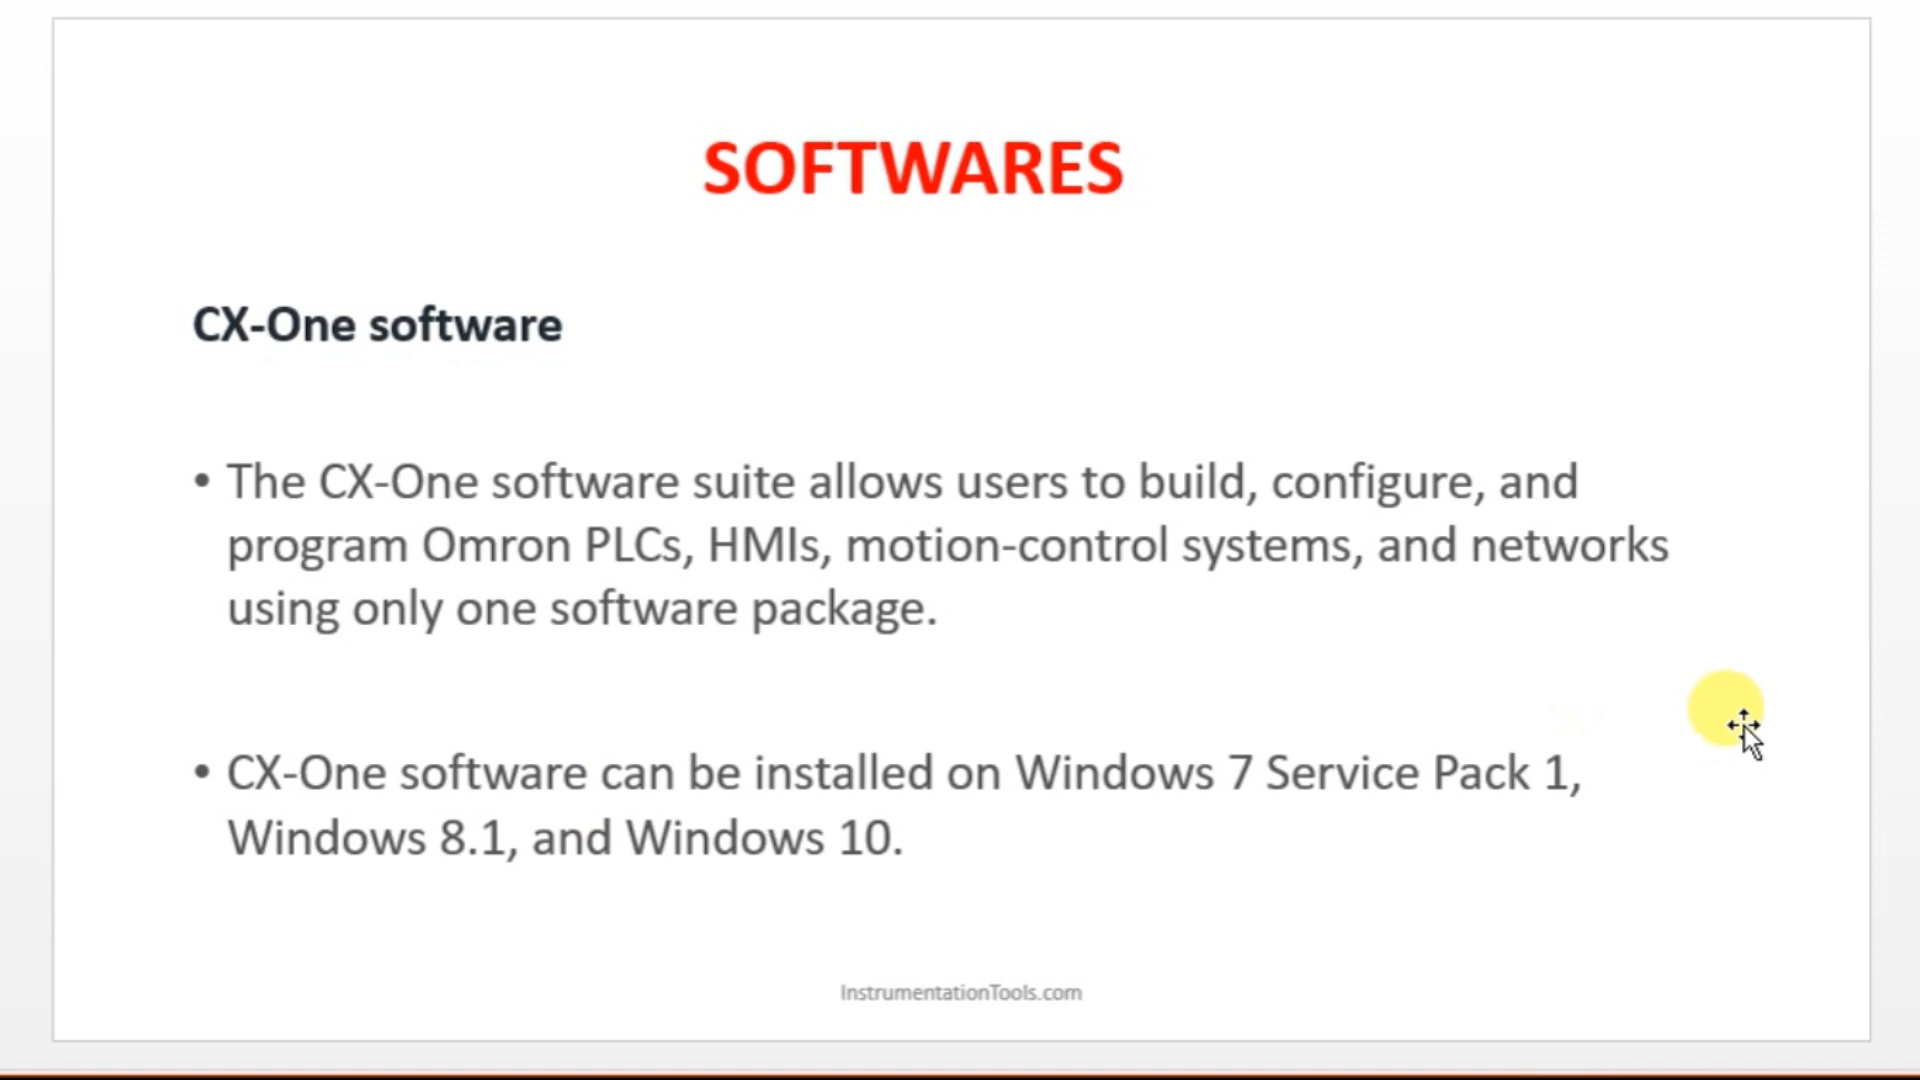 SOFTWARES
CX-One software
• The CX-One software suite allows users to build, configure, and
program Omron PLCs, HMIs, motion-control systems, and networks
using only one software package.
• CX-One software can be installed on Windows 7 Service Pack 1,
Windows 8.1, and Windows 10.
InstrumentationTools.com